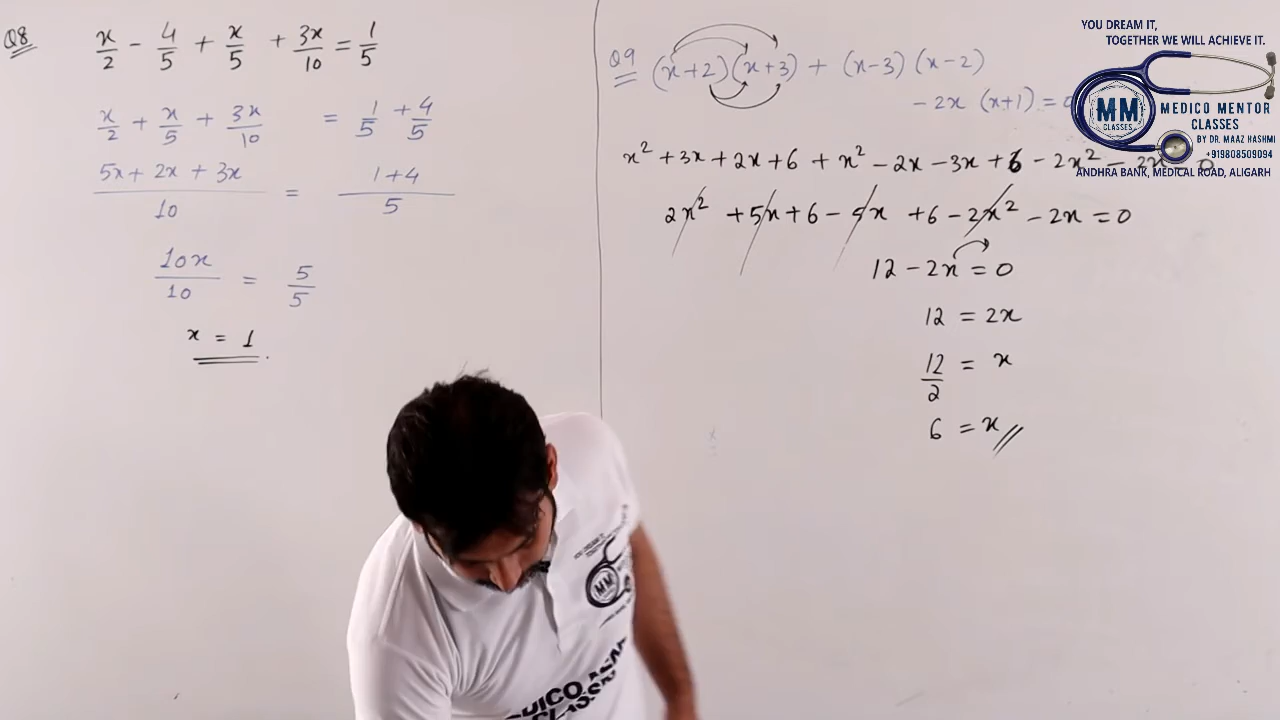 Q8 x/2 - 4/5 + x/5 + 3x/10 = 1/5
x/2 + x/5 + 3x/10 = 1/5 + 4/5
5x + 2x + 3x / 10 = 1+4 / 5
10x/10 = 5/5
x = 1
Q9 (x+2)(x+3) + (x-3)(x-2)
- 2x (x+1) = 0
x² + 3x + 2x + 6 + x² - 2x - 3x + 6 - 2x² - 2x = 0
2x² + 5x + 6 - 5x + 6 - 2x² - 2x = 0
12 - 2x = 0
12 = 2x
12/2 = x
6 = x
YOU DREAM IT,
TOGETHER WE WILL ACHIEVE IT.
MM
CLASSES
MEDICO MENTOR
CLASSES
BY DR. MAAZ HASHMI
+919808509094
ANDHRA BANK, MEDICAL ROAD, ALIGARH
MM